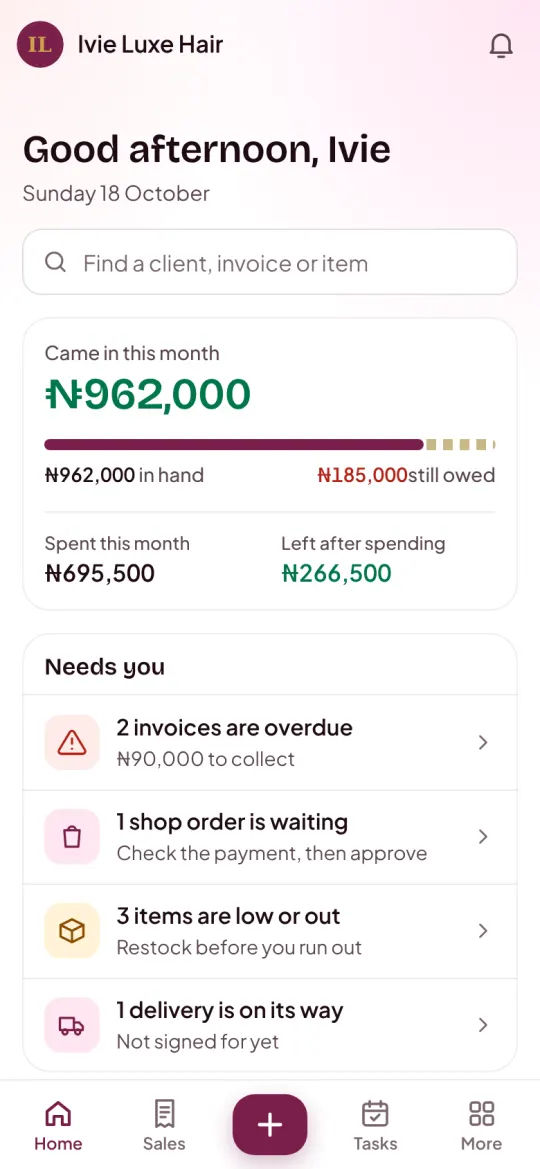 IL
Ivie Luxe Hair
Good afternoon, Ivie
Sunday 18 October
Find a client, invoice or item
Came in this month
₦962,000
₦962,000 in hand
₦185,000still owed
Spent this month
₦695,500
Left after spending
₦266,500
Needs you
2 invoices are overdue
₦90,000 to collect
1 shop order is waiting
Check the payment, then approve
3 items are low or out
Restock before you run out
1 delivery is on its way
Not signed for yet
Home
Sales
Tasks
More